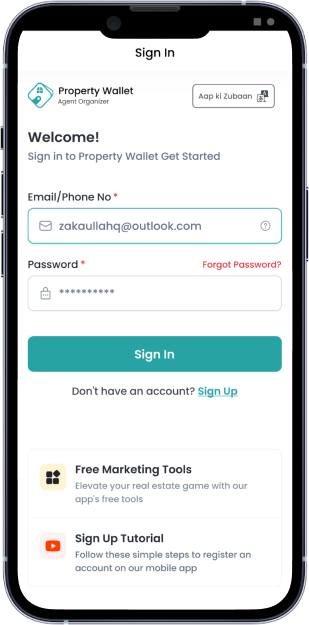 Sign In
Property Wallet
Agent Organizer
Aap ki Zubaan
Welcome!
Sign in to Property Wallet Get Started
Email/Phone No *
zakaullahq@outlook.com
Password *
Forgot Password?
**********
Sign In
Don't have an account? Sign Up
Free Marketing Tools
Elevate your real estate game with our
app's free tools
Sign Up Tutorial
Follow these simple steps to register an
account on our mobile app